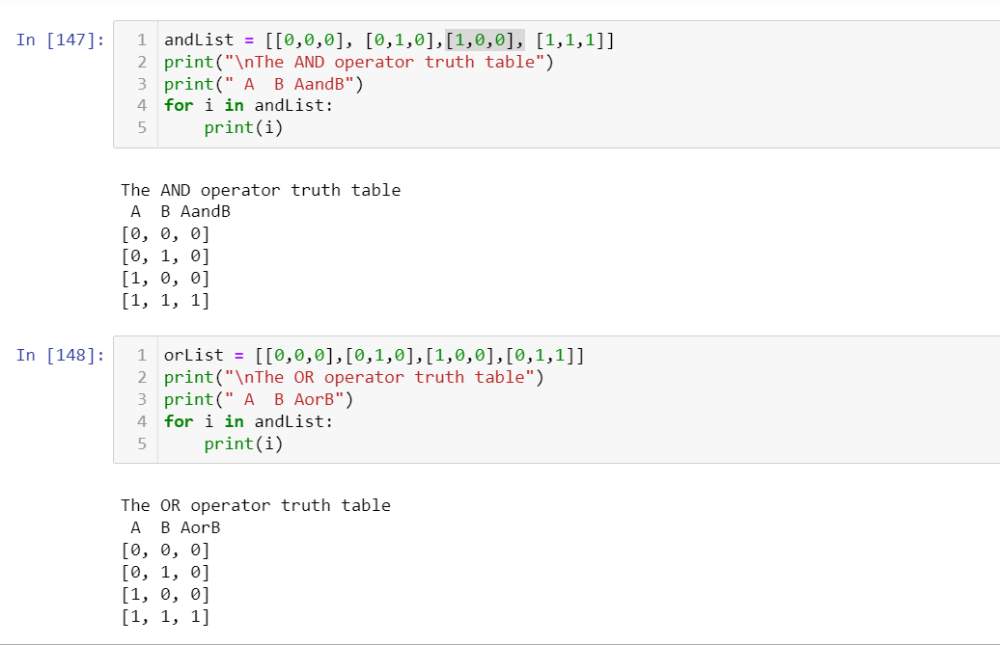 In [147]:
1 andList = [[0,0,0], [0,1,0],[1,0,0], [1,1,1]]
2 print("\nThe AND operator truth table")
3 print(" A  B AandB")
4 for i in andList:
5     print(i)
The AND operator truth table
 A  B AandB
[0, 0, 0]
[0, 1, 0]
[1, 0, 0]
[1, 1, 1]
In [148]:
1 orList = [[0,0,0],[0,1,0],[1,0,0],[0,1,1]]
2 print("\nThe OR operator truth table")
3 print(" A  B AorB")
4 for i in andList:
5     print(i)
The OR operator truth table
 A  B AorB
[0, 0, 0]
[0, 1, 0]
[1, 0, 0]
[1, 1, 1]